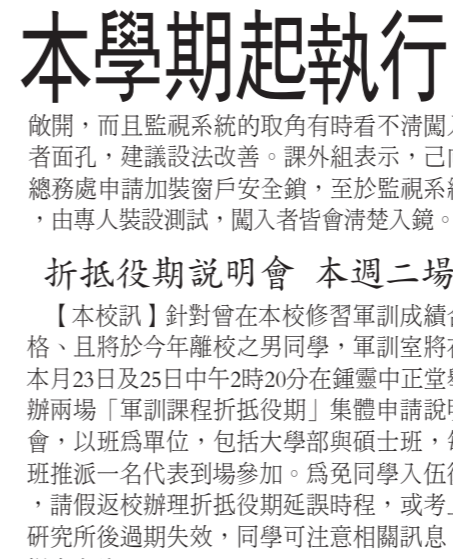 本學期起執行
敞開，而且監視系統的取角有時看不清闖
者面孔，建議設法改善。課外組表示，己
總務處申請加裝窗戶安全鎖，至於監視系
，由專人裝設測試，闖入者皆會清楚入鏡。
折抵役期説明會 本週二場
【本校訊】針對曾在本校修習軍訓成績
格、且將於今年離校之男同學，軍訓室將
本月23日及25日中午2時20分在鍾靈中正堂
辦兩場「軍訓課程折抵役期」集體申請說
會，以班爲單位，包括大學部與碩士班，
班推派一名代表到場參加。爲免同學入伍
，請假返校辦理折抵役期延誤時程，或考
研究所後過期失效，同學可注意相關訊息